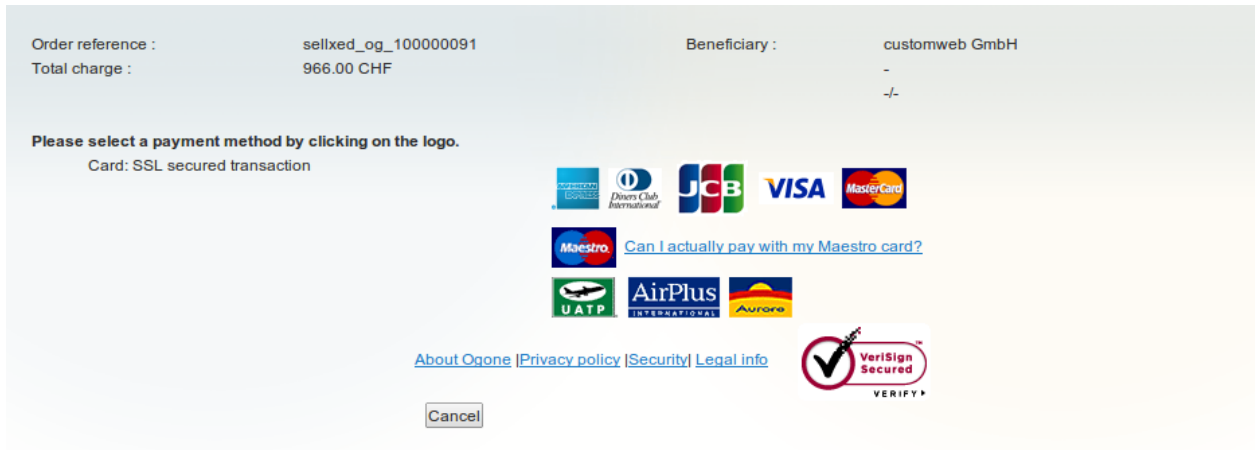 Order reference : sellxed_og_100000091 Beneficiary : customweb GmbH
Total charge : 966.00 CHF -
-/-
Please select a payment method by clicking on the logo.
Card: SSL secured transaction
AMERICAN EXPRESS Diners Club International JCB VISA MasterCard
Maestro Can I actually pay with my Maestro card?
UATP AirPlus INTERNATIONAL Aurora
About Ogone |Privacy policy |Security| Legal info VeriSign Secured ™
VERIFY
Cancel